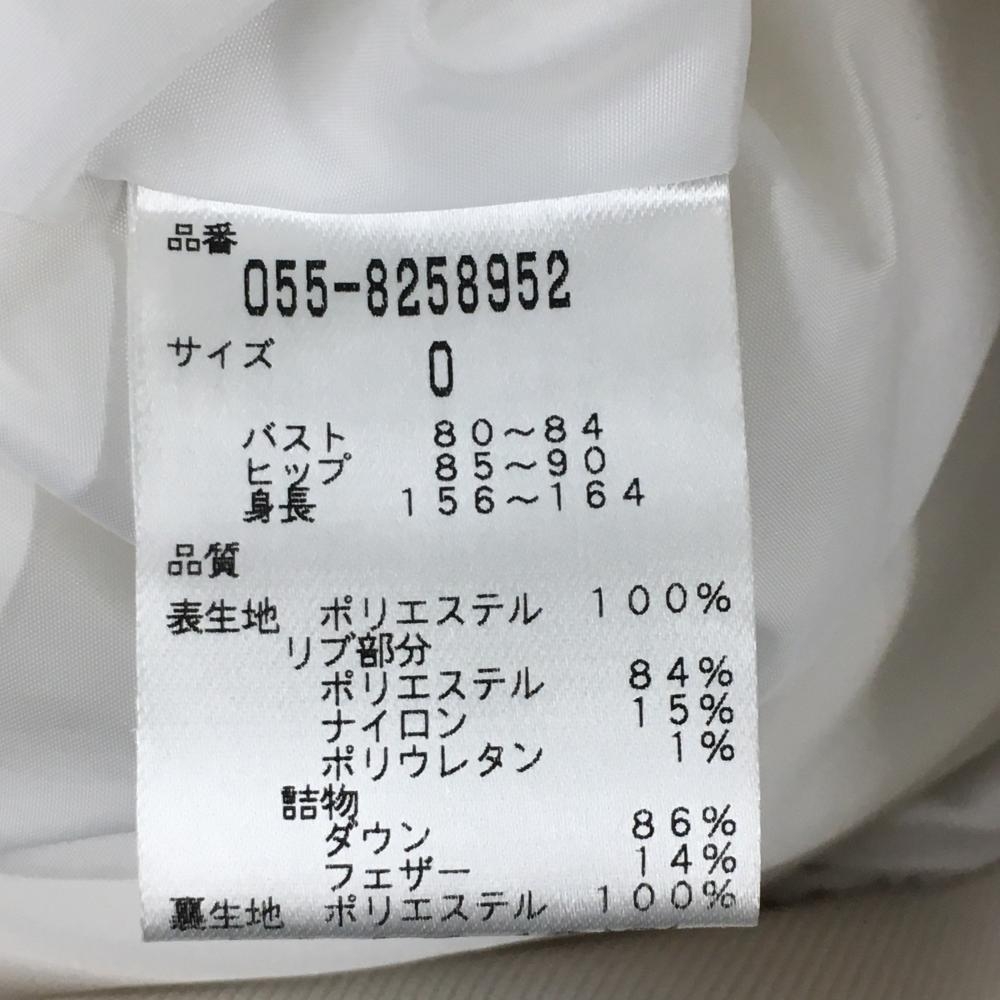 品番
055-8258952
サイズ 0
バスト 80～84
ヒップ 85～90
身長 156～164
品質
表生地 ポリエステル 100%
リブ部分
ポリエステル 84%
ナイロン 15%
ポリウレタン 1%
詰物
ダウン 86%
フェザー 14%
裏生地 ポリエステル 100%